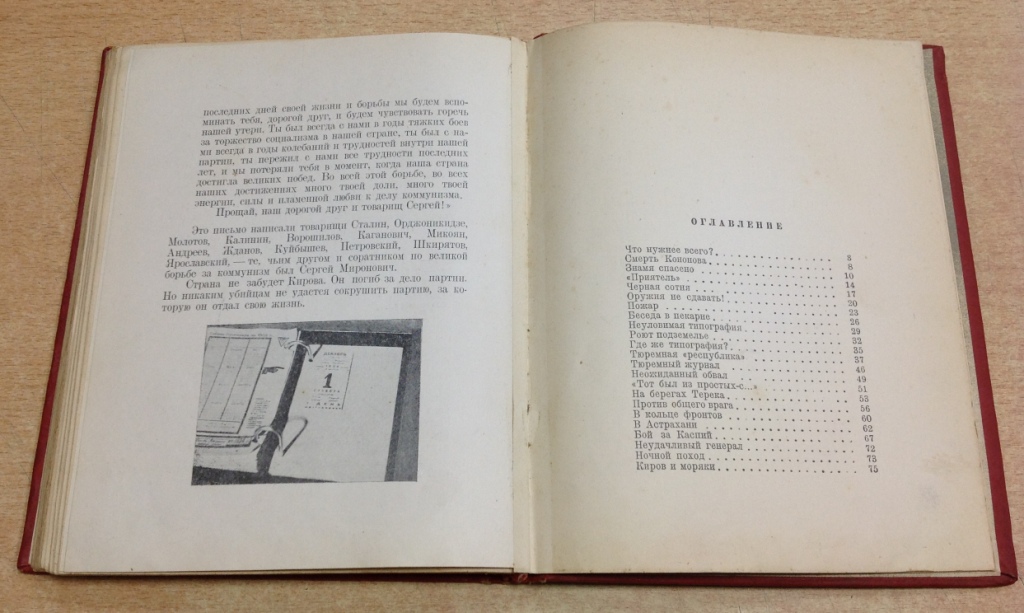 последних дней своей жизни и борьбы мы будем вспо-
минать тебя, дорогой друг, и будем чувствовать горечь
нашей утери. Ты был всегда с нами в годы тяжких боев
за торжество социализма в нашей стране, ты был с на-
ми всегда в годы колебаний и трудностей внутри нашей
партии, ты пережил с нами все трудности последних
лет, и мы потеряли тебя в момент, когда наша страна
достигла великих побед. Во всей этой борьбе, во всех
наших достижениях много твоей доли, много твоей
энергии, силы и пламенной любви к делу коммунизма.
Прощай, наш дорогой друг и товарищ Сергей!»
Это письмо написали товарищи Сталин, Орджоникидзе,
Молотов, Калинин, Ворошилов, Каганович, Микоян,
Андреев, Жданов, Куйбышев, Петровский, Шкирятов,
Ярославский, — те, чьим другом и соратником по великой
борьбе за коммунизм был Сергей Миронович.
Страна не забудет Кирова. Он погиб за дело партии.
Но никаким убийцам не удастся сокрушить партию, за ко-
торую он отдал свою жизнь.
ДЕКАБРЬ
1
ОГЛАВЛЕНИЕ
Что нужнее всего? 3
Смерть Кононова 8
Знамя спасено 10
«Приятель» 14
Черная сотня 17
Оружия не сдавать! 20
Пожар 23
Беседа в пекарне 26
Неуловимая типография 29
Роют подземелье 32
Где же типография? 35
Тюремная «республика» 37
Тюремный журнал 46
Неожиданный обвал 49
«Тот был из простых-с...» 51
На берегах Терека 53
Против общего врага 56
В кольце фронтов 60
В Астрахани 62
Бой за Каспий 67
Неудачливый генерал 72
Ночной поход 73
Киров и моряки 75